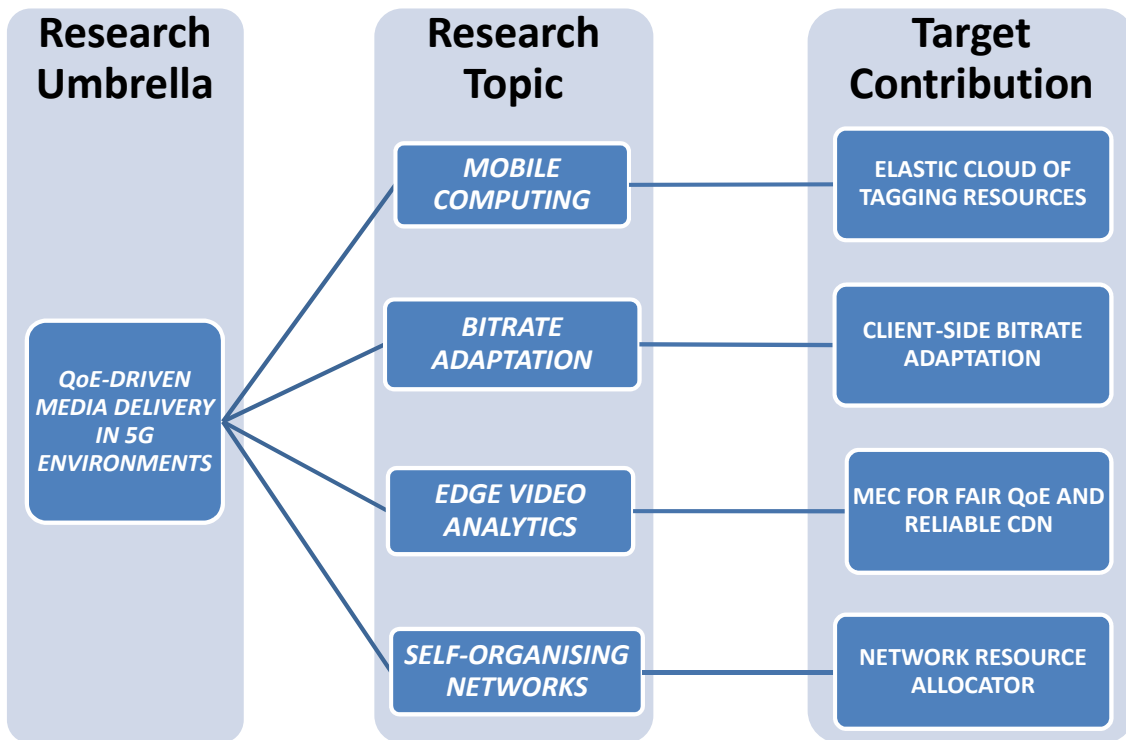 Research
Umbrella
Research
Topic
Target
Contribution
QoE-DRIVEN
MEDIA DELIVERY
IN 5G
ENVIRONMENTS
MOBILE
COMPUTING
ELASTIC CLOUD OF
TAGGING RESOURCES
BITRATE
ADAPTATION
CLIENT-SIDE BITRATE
ADAPTATION
EDGE VIDEO
ANALYTICS
MEC FOR FAIR QoE AND
RELIABLE CDN
SELF-ORGANISING
NETWORKS
NETWORK RESOURCE
ALLOCATOR